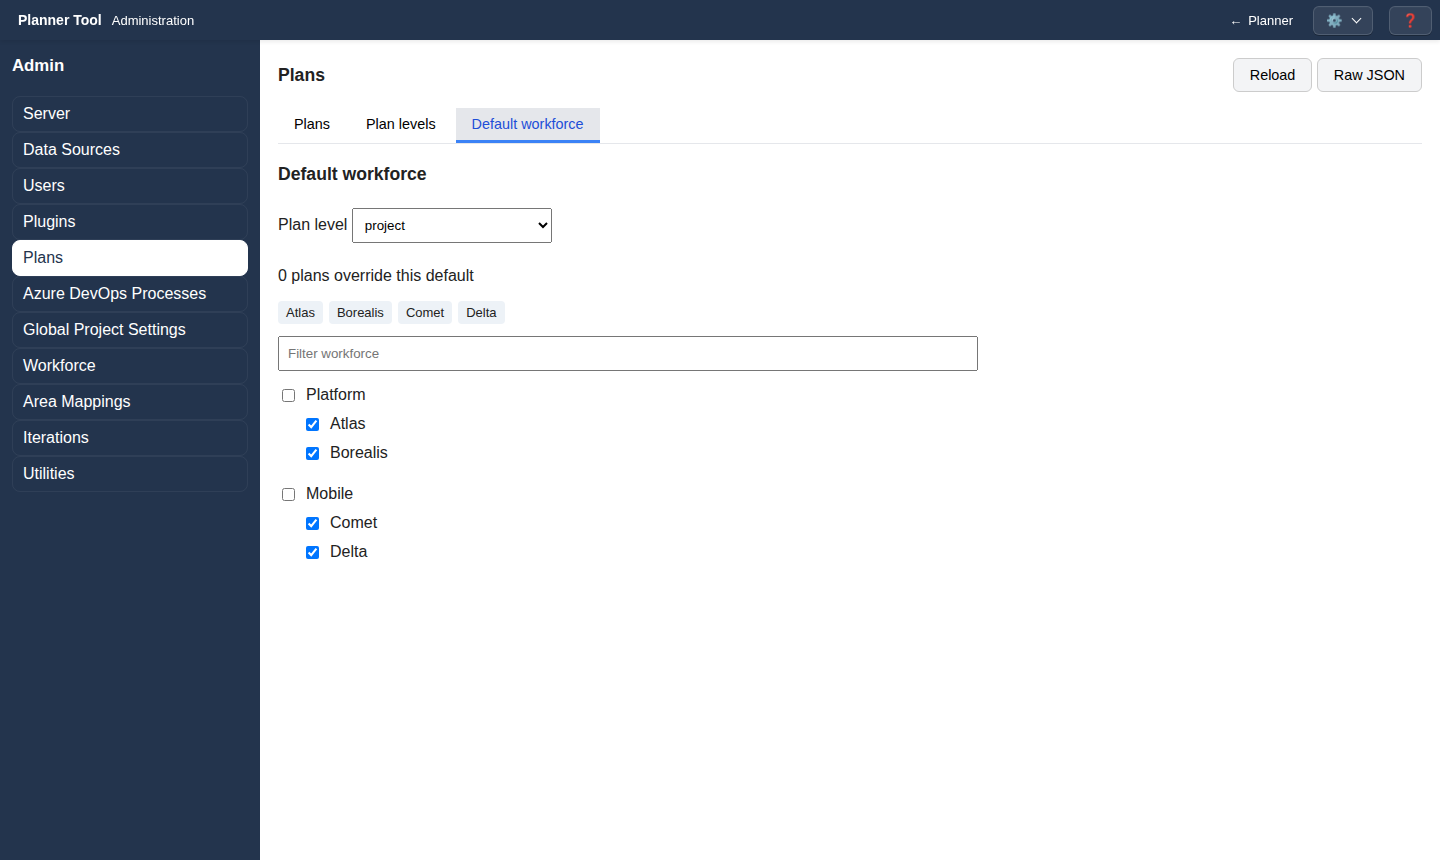 Planner Tool Administration
← Planner
Admin
Server
Data Sources
Users
Plugins
Plans
Azure DevOps Processes
Global Project Settings
Workforce
Area Mappings
Iterations
Utilities
Plans
Reload Raw JSON
Plans Plan levels Default workforce
Default workforce
Plan level project
0 plans override this default
Atlas Borealis Comet Delta
Filter workforce
Platform
Atlas
Borealis
Mobile
Comet
Delta